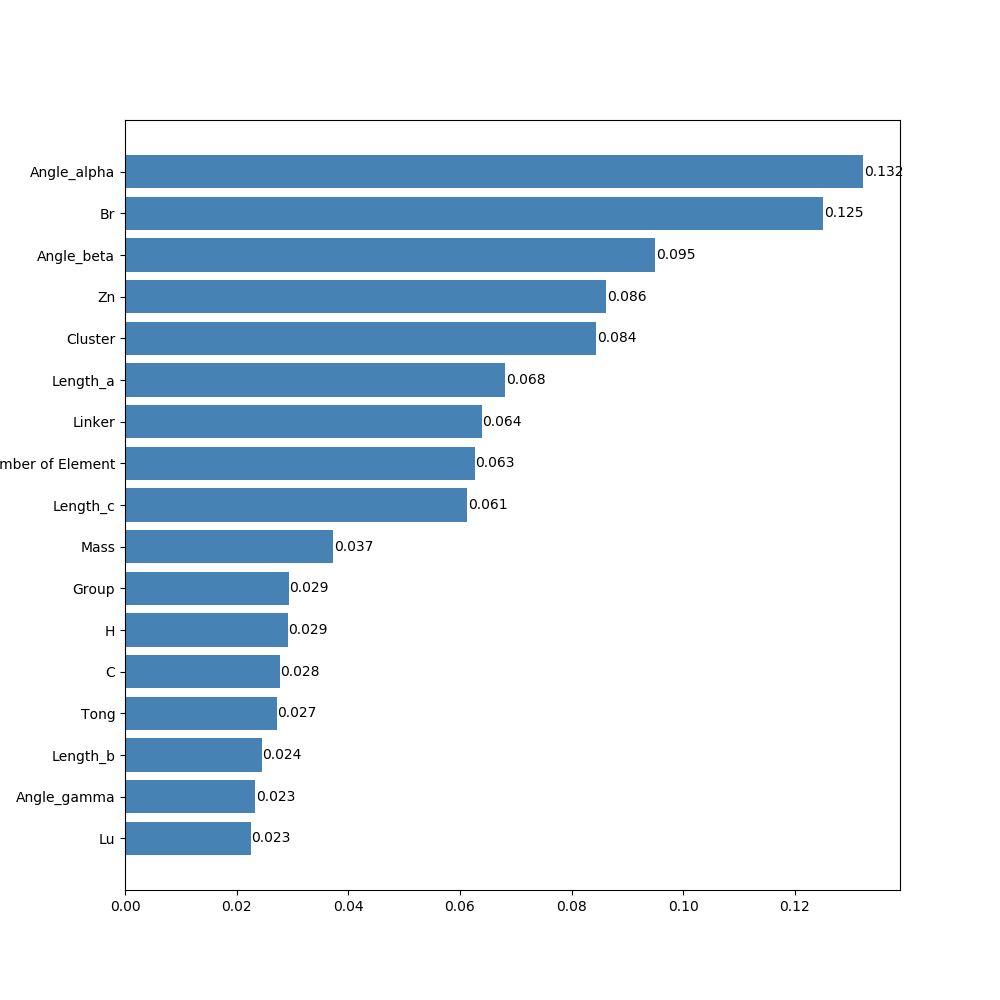 Angle_alpha 0.132
Br 0.125
Angle_beta 0.095
Zn 0.086
Cluster 0.084
Length_a 0.068
Linker 0.064
mber of Element 0.063
Length_c 0.061
Mass 0.037
Group 0.029
H 0.029
C 0.028
Tong 0.027
Length_b 0.024
Angle_gamma 0.023
Lu 0.023
0.00 0.02 0.04 0.06 0.08 0.10 0.12